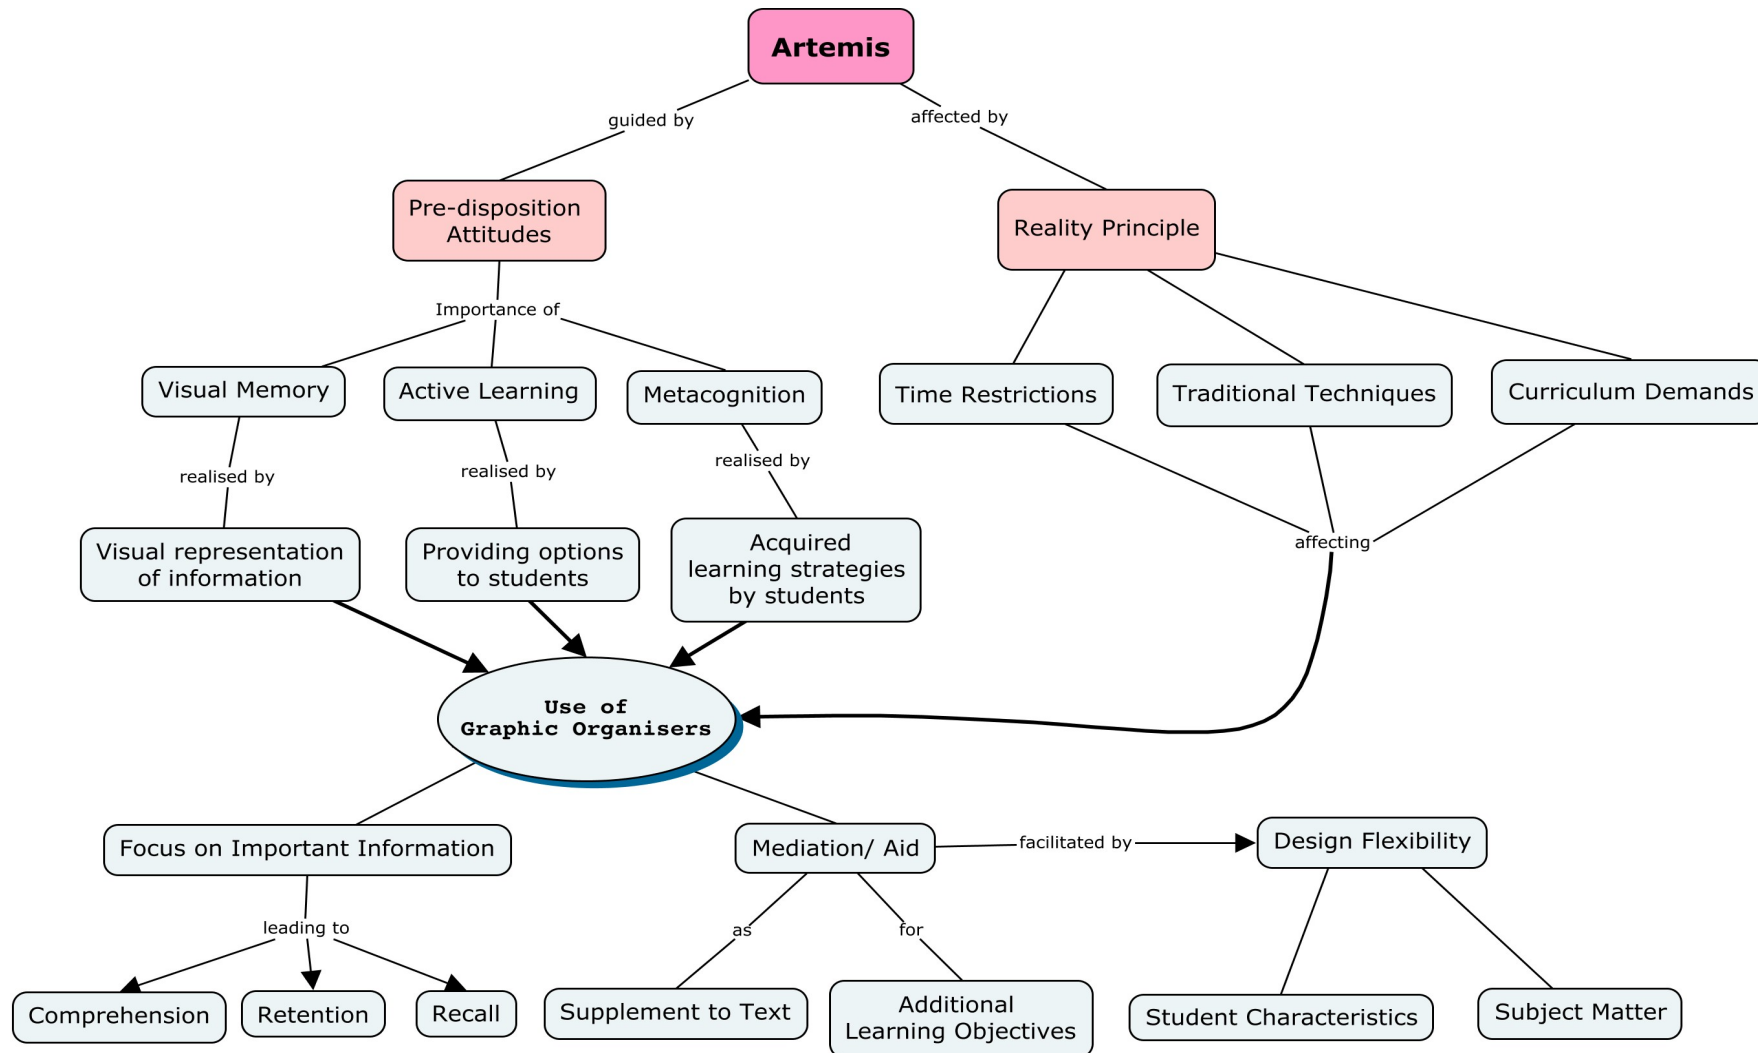 Artemis
guided by
affected by
Pre-disposition
Attitudes
Reality Principle
Importance of
Visual Memory
Active Learning
Metacognition
Time Restrictions
Traditional Techniques
Curriculum Demands
realised by
realised by
realised by
Visual representation
of information
Providing options
to students
Acquired
learning strategies
by students
affecting
Use of
Graphic Organisers
Focus on Important Information
Mediation/ Aid
facilitated by
Design Flexibility
leading to
as
for
Comprehension
Retention
Recall
Supplement to Text
Additional
Learning Objectives
Student Characteristics
Subject Matter